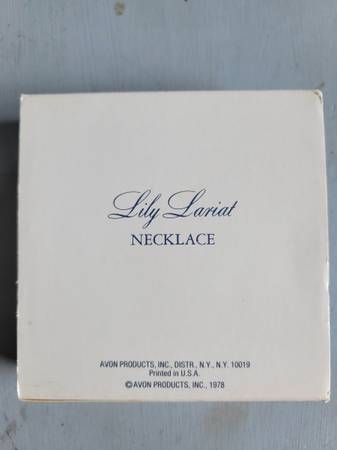 Lily Lariat
NECKLACE
AVON PRODUCTS, INC., DISTR., N.Y., N.Y. 10019
Printed in U.S.A.
©AVON PRODUCTS, INC., 1978